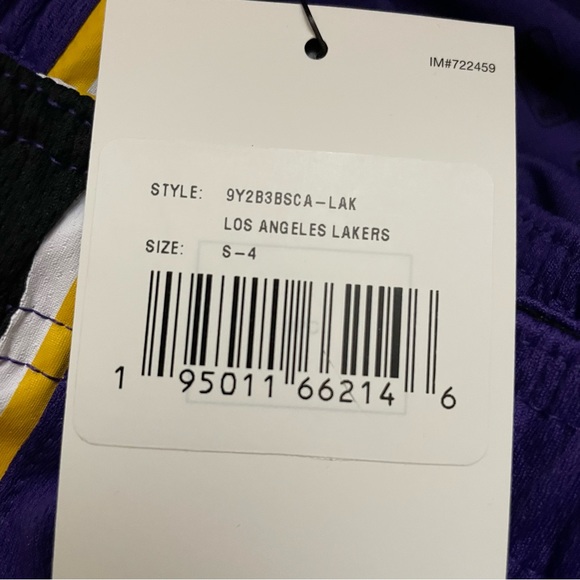 IM#722459
STYLE: 9Y2B3BSCA-LAK
LOS ANGELES LAKERS
SIZE: S-4
1 95011 66214 6